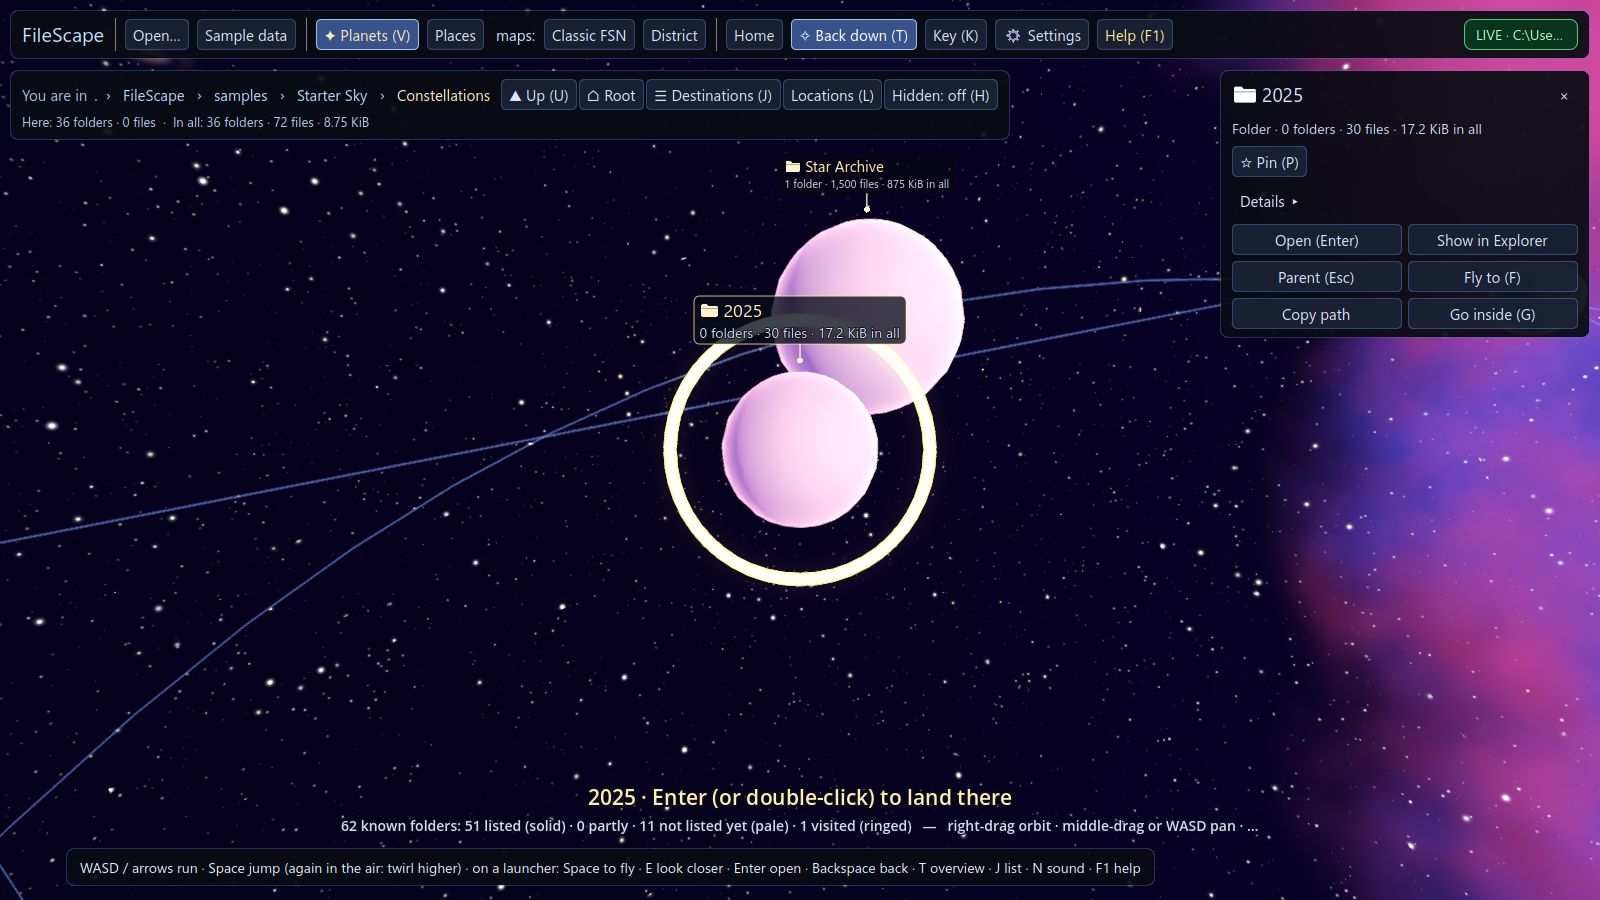 FileScape
Open...
Sample data
✦ Planets (V)
Places
maps:
Classic FSN
District
Home
✧ Back down (T)
Key (K)
Settings
Help (F1)
LIVE · C:\Use...
You are in . › FileScape › samples › Starter Sky › Constellations
▲ Up (U)
Root
☰ Destinations (J)
Locations (L)
Hidden: off (H)
Here: 36 folders · 0 files · In all: 36 folders · 72 files · 8.75 KiB
2025
×
Folder · 0 folders · 30 files · 17.2 KiB in all
☆ Pin (P)
Details ▸
Open (Enter)
Show in Explorer
Parent (Esc)
Fly to (F)
Copy path
Go inside (G)
Star Archive
1 folder · 1,500 files · 875 KiB in all
2025
0 folders · 30 files · 17.2 KiB in all
2025 · Enter (or double-click) to land there
62 known folders: 51 listed (solid) · 0 partly · 11 not listed yet (pale) · 1 visited (ringed) — right-drag orbit · middle-drag or WASD pan · ...
WASD / arrows run · Space jump (again in the air: twirl higher) · on a launcher: Space to fly · E look closer · Enter open · Backspace back · T overview · J list · N sound · F1 help